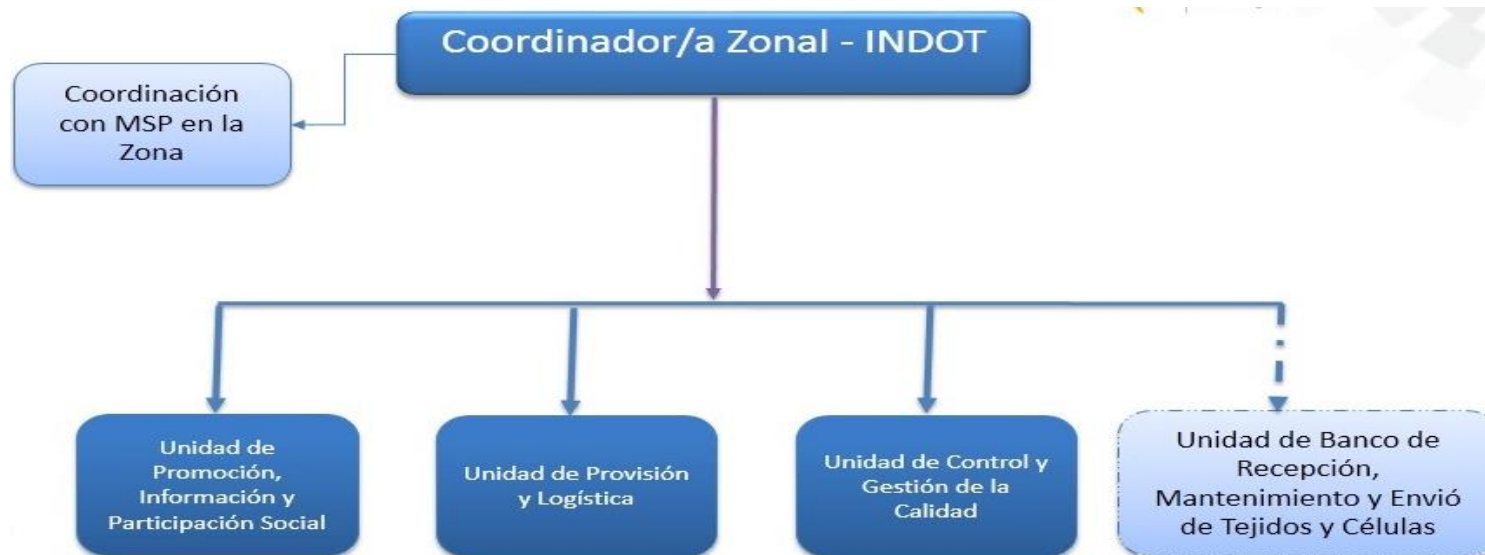 Coordinador/a Zonal - INDOT
Coordinación
con MSP en la
Zona
Unidad de
Promoción,
Información y
Participación Social
Unidad de Provisión
y Logística
Unidad de Control y
Gestión de la
Calidad
Unidad de Banco de
Recepción,
Mantenimiento y Envió
de Tejidos y Células